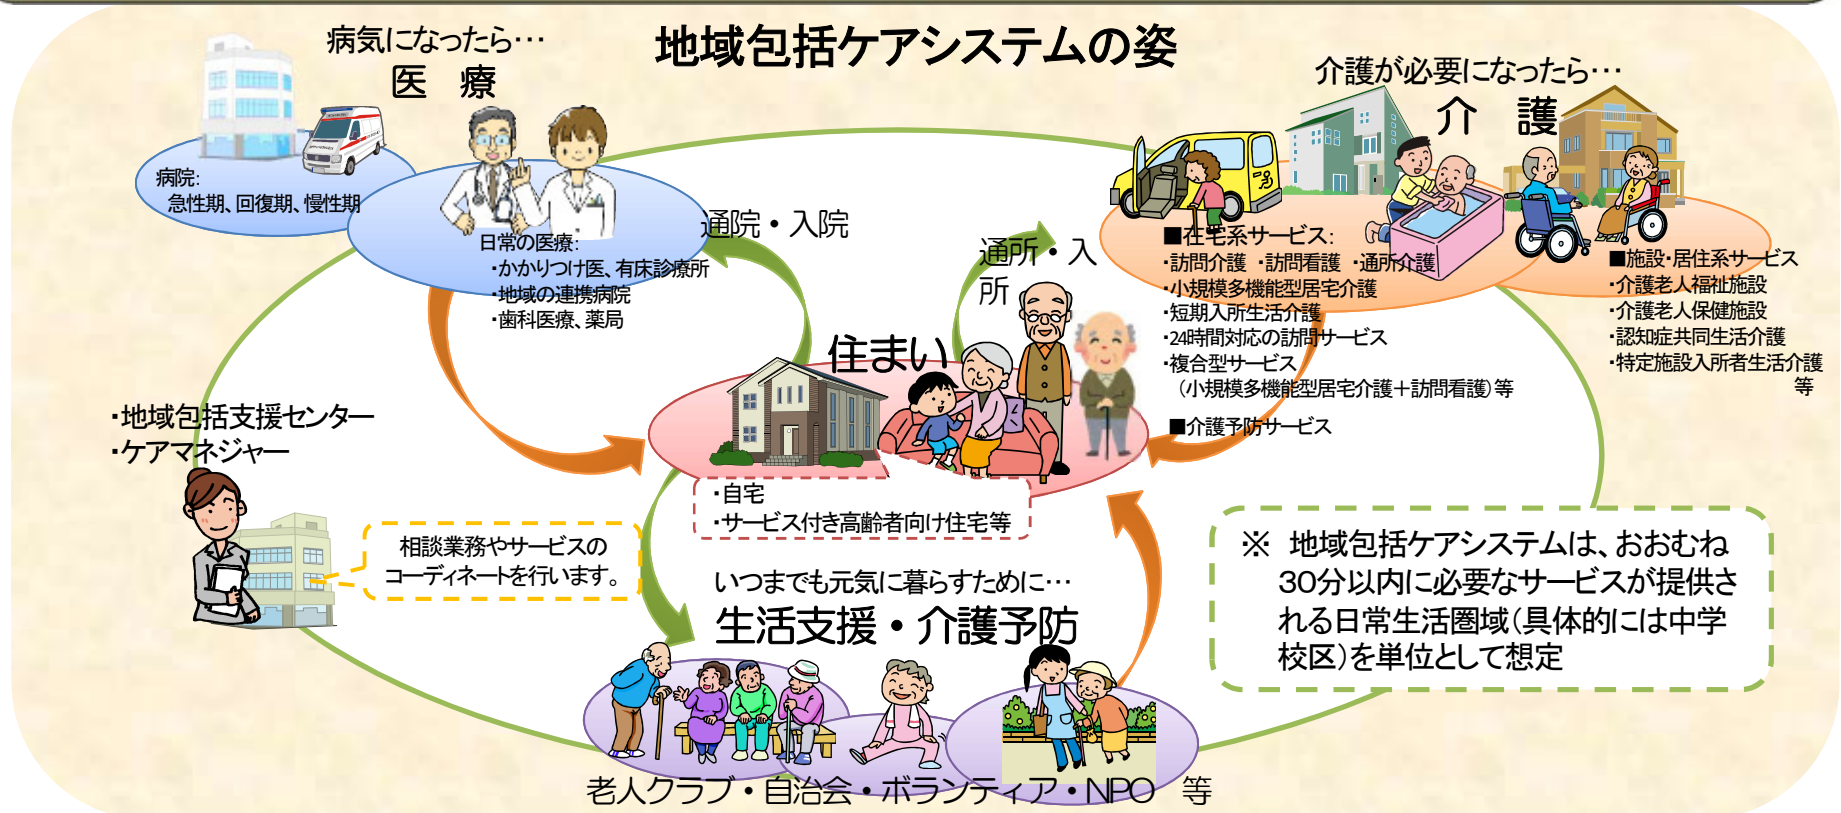 地域包括ケアシステムの姿
病気になったら…
医 療
病院：
急性期、回復期、慢性期
日常の医療：
・かかりつけ医、有床診療所
・地域の連携病院
・歯科医療、薬局
通院・入院
通所・入
所
介護が必要になったら…
介 護
■在宅系サービス：
・訪問介護 ・訪問看護 ・通所介護
・小規模多機能型居宅介護
・短期入所生活介護
・24時間対応の訪問サービス
・複合型サービス
（小規模多機能型居宅介護＋訪問看護）等
■介護予防サービス
■施設・居住系サービス
・介護老人福祉施設
・介護老人保健施設
・認知症共同生活介護
・特定施設入所者生活介護
等
住まい
・自宅
・サービス付き高齢者向け住宅等
・地域包括支援センター
・ケアマネジャー
相談業務やサービスの
コーディネートを行います。
いつまでも元気に暮らすために…
生活支援・介護予防
老人クラブ・自治会・ボランティア・NPO 等
※ 地域包括ケアシステムは、おおむね
30分以内に必要なサービスが提供さ
れる日常生活圏域（具体的には中学
校区）を単位として想定